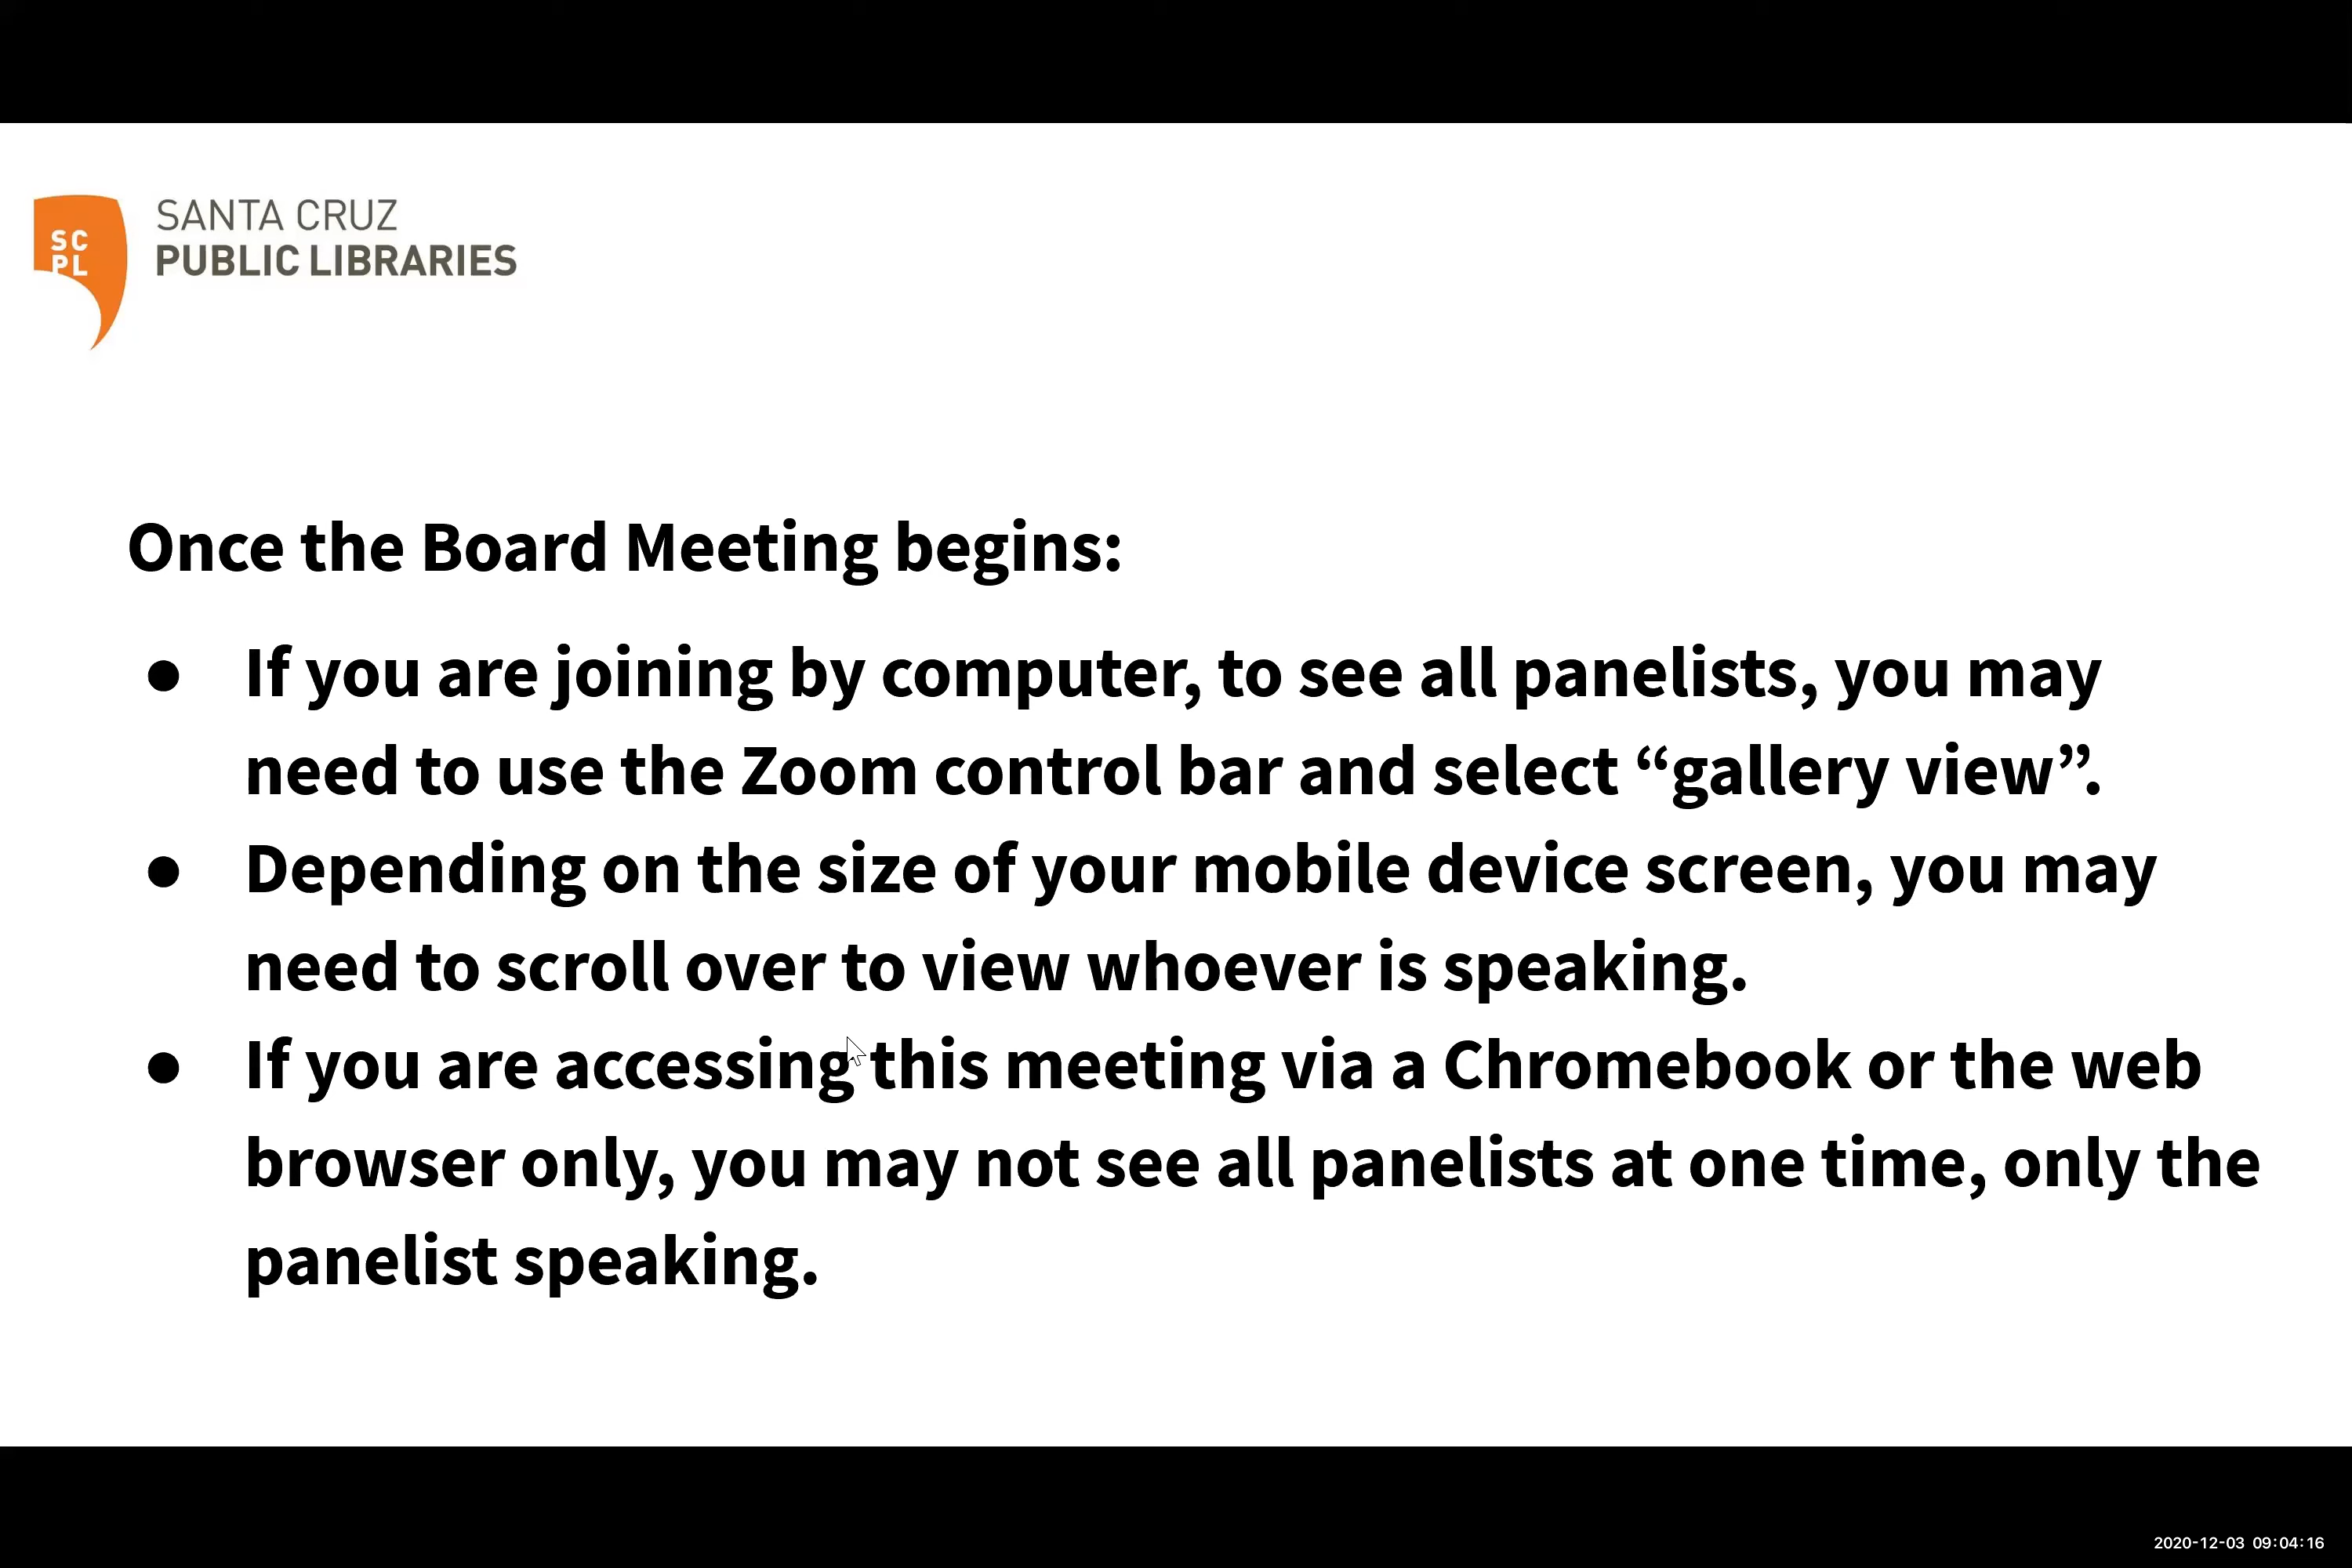 SC
PL
SANTA CRUZ
PUBLIC LIBRARIES
Once the Board Meeting begins:
● If you are joining by computer, to see all panelists, you may
need to use the Zoom control bar and select “gallery view”.
● Depending on the size of your mobile device screen, you may
need to scroll over to view whoever is speaking.
● If you are accessing this meeting via a Chromebook or the web
browser only, you may not see all panelists at one time, only the
panelist speaking.
2020-12-03 09:04:16